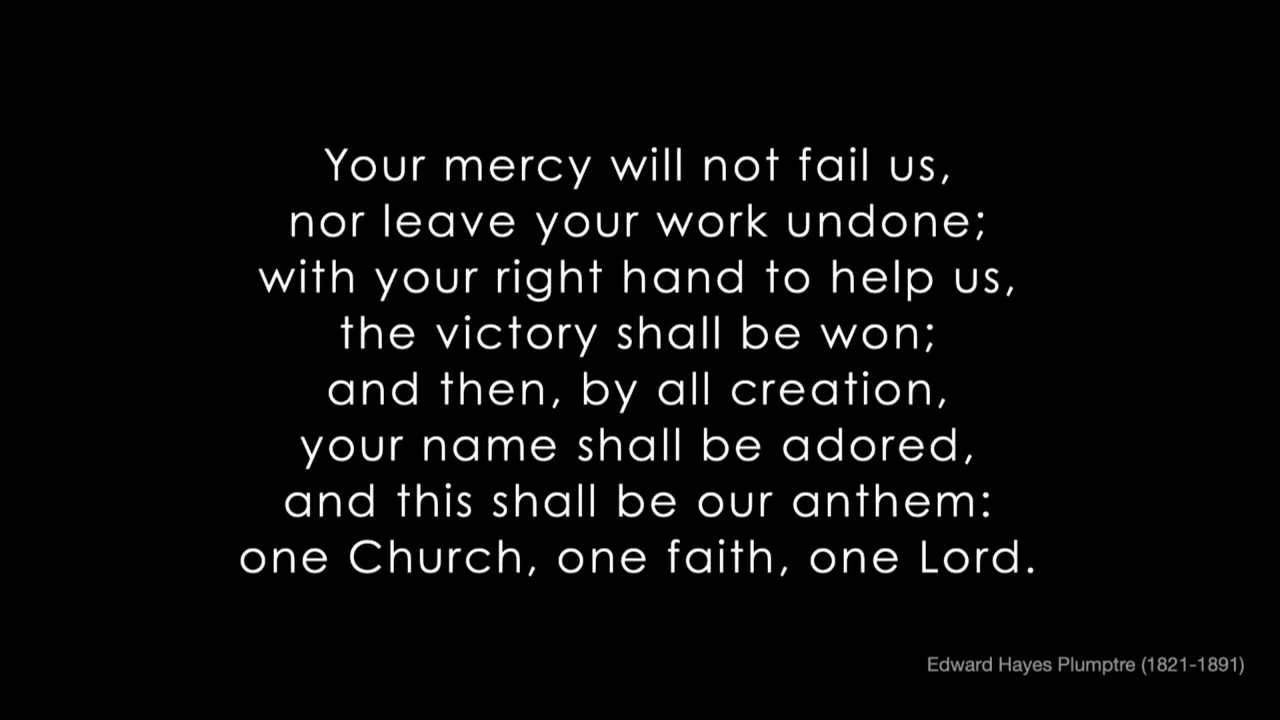 Your mercy will not fail us,
nor leave your work undone;
with your right hand to help us,
the victory shall be won;
and then, by all creation,
your name shall be adored,
and this shall be our anthem:
one Church, one faith, one Lord.
Edward Hayes Plumptre (1821-1891)